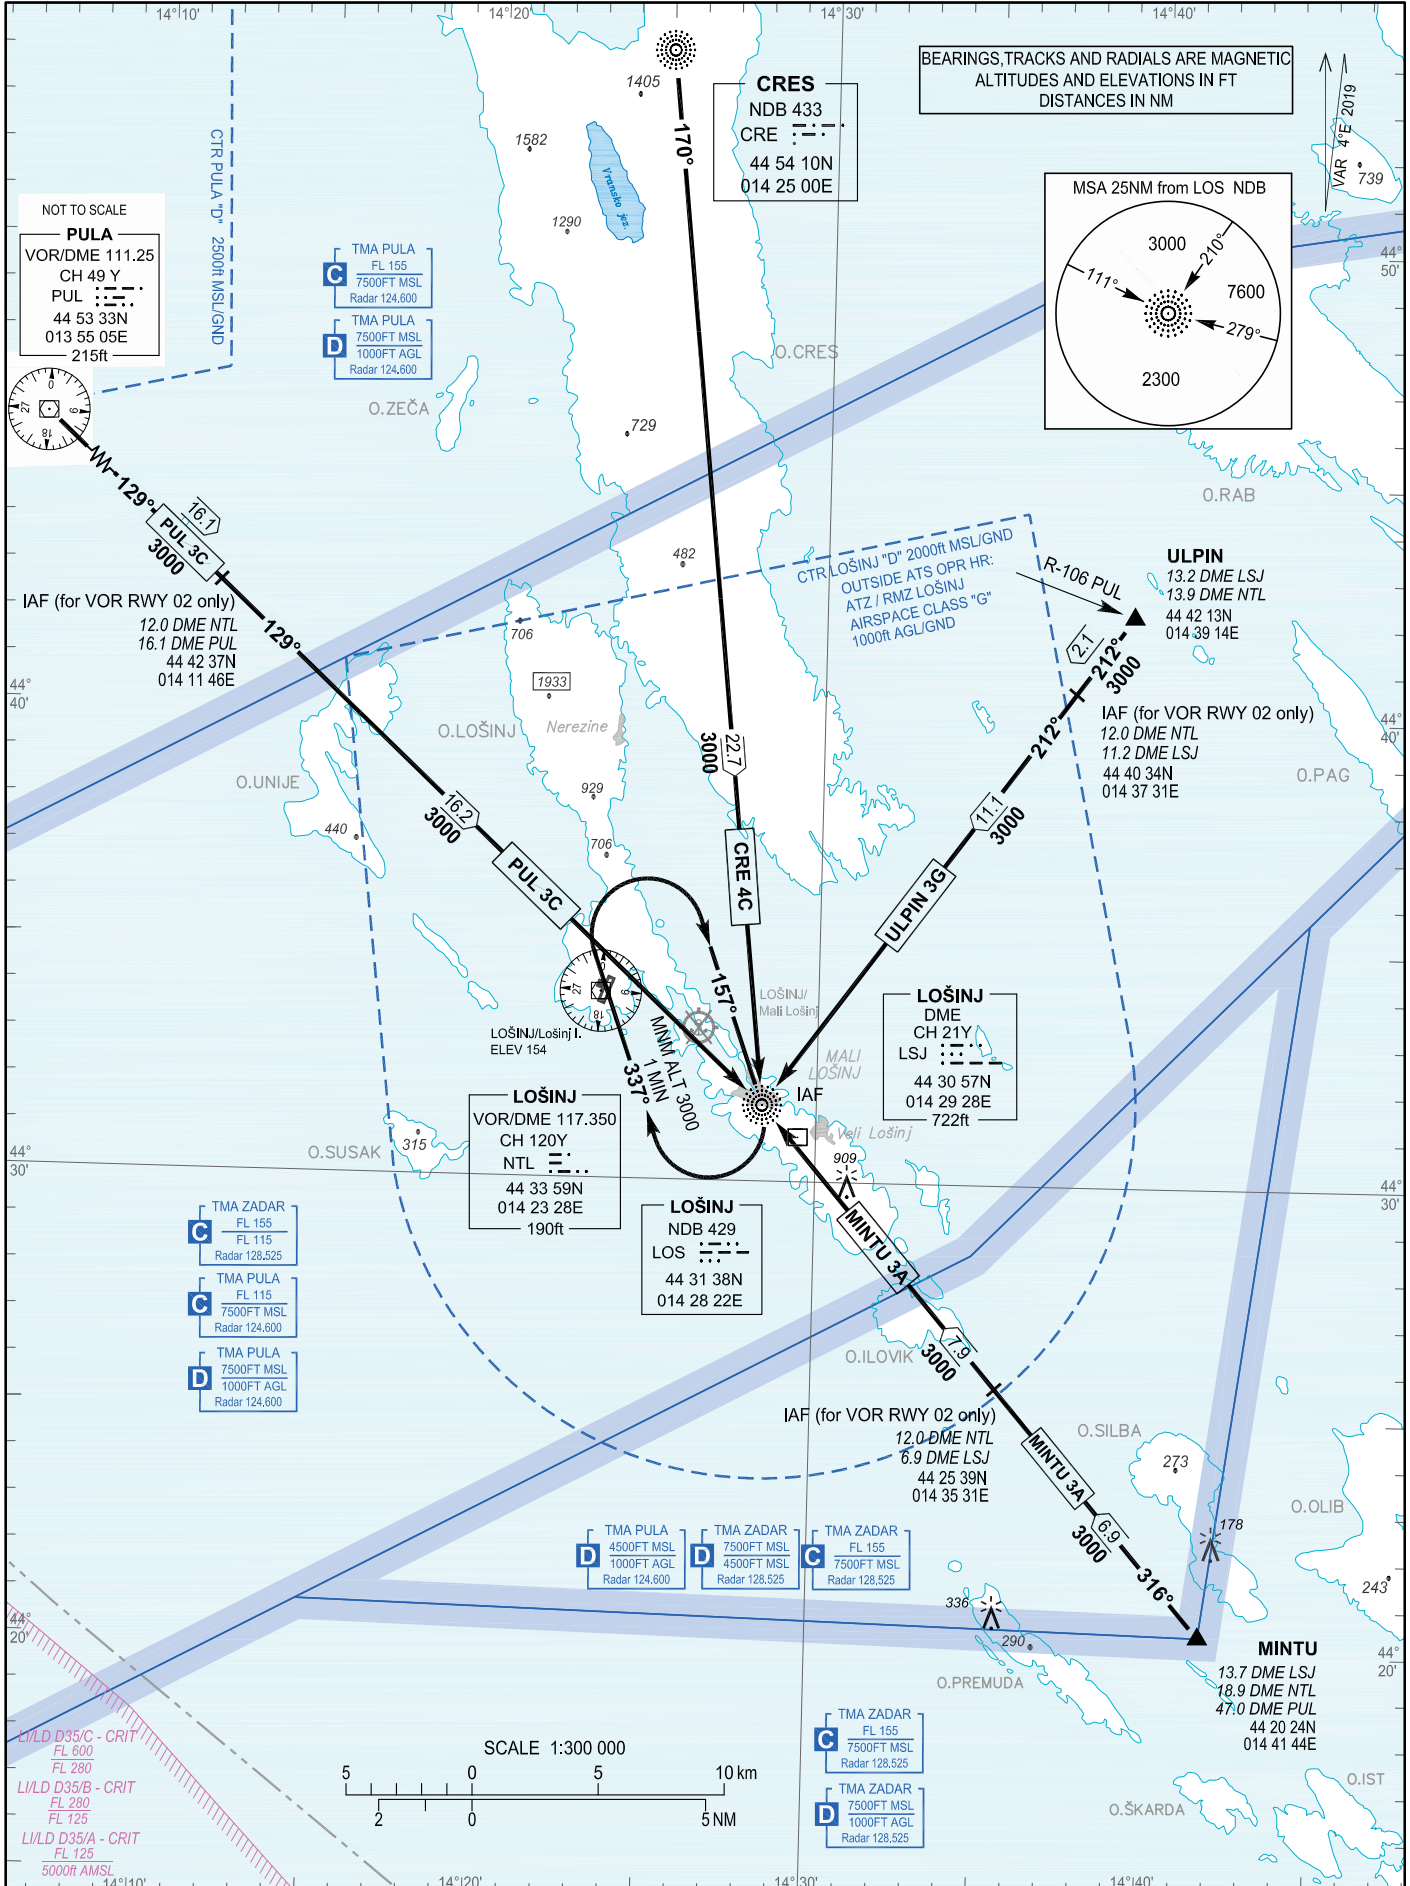 14°10'
14°20'
14°30'
14°40'
BEARINGS,TRACKS AND RADIALS ARE MAGNETIC
ALTITUDES AND ELEVATIONS IN FT
DISTANCES IN NM
VAR 4°E 2019
739
CRES
NDB 433
CRE
44 54 10N
014 25 00E
1405
1582
1290
Vransko jez.
170°
CTR PULA "D" 2500ft MSL/GND
NOT TO SCALE
PULA
VOR/DME 111.25
CH 49 Y
PUL
44 53 33N
013 55 05E
215ft
0
9
18
27
TMA PULA
C
FL 155
7500FT MSL
Radar 124.600
TMA PULA
D
7500FT MSL
1000FT AGL
Radar 124.600
MSA 25NM from LOS NDB
3000
210°
111°
7600
279°
2300
44°
50'
O.CRES
O.ZEČA
729
O.RAB
129°
16.1
PUL 3C
3000
IAF (for VOR RWY 02 only)
12.0 DME NTL
16.1 DME PUL
44 42 37N
014 11 46E
129°
482
CTR LOŠINJ "D" 2000ft MSL/GND
OUTSIDE ATS OPR HR:
ATZ / RMZ LOŠINJ
AIRSPACE CLASS "G"
1000ft AGL/GND
R-106 PUL
ULPIN
13.2 DME LSJ
13.9 DME NTL
44 42 13N
014 39 14E
2.1
212°
3000
706
1933
44°
40'
O.LOŠINJ
Nerezine
22.7
3000
212°
IAF (for VOR RWY 02 only)
12.0 DME NTL
11.2 DME LSJ
44 40 34N
014 37 31E
44°
40'
O.PAG
O.UNIJE
440
929
706
16.2
3000
11.1
3000
PUL 3C
CRE 4C
ULPIN 3G
0
9
18
27
157°
LOŠINJ/
Mali Lošinj
LOŠINJ/Lošinj I.
ELEV 154
MNM ALT 3000
1 MIN
337°
MALI
LOŠINJ
IAF
LOŠINJ
DME
CH 21Y
LSJ
44 30 57N
014 29 28E
722ft
LOŠINJ
VOR/DME 117.350
CH 120Y
NTL
44 33 59N
014 23 28E
190ft
O.SUSAK
315
Veli Lošinj
909
44°
30'
44°
30'
LOŠINJ
NDB 429
LOS
44 31 38N
014 28 22E
MINTU 3A
TMA ZADAR
C
FL 155
FL 115
Radar 128.525
TMA PULA
C
FL 115
7500FT MSL
Radar 124.600
TMA PULA
D
7500FT MSL
1000FT AGL
Radar 124.600
O.ILOVIK
7.9
3000
IAF (for VOR RWY 02 only)
12.0 DME NTL
6.9 DME LSJ
44 25 39N
014 35 31E
O.SILBA
273
MINTU 3A
O.OLIB
178
243
6.9
3000
316°
TMA PULA
D
4500FT MSL
1000FT AGL
Radar 124.600
TMA ZADAR
D
7500FT MSL
4500FT MSL
Radar 128.525
TMA ZADAR
C
FL 155
7500FT MSL
Radar 128.525
336
290
O.PREMUDA
44°
20'
44°
20'
MINTU
13.7 DME LSJ
18.9 DME NTL
47.0 DME PUL
44 20 24N
014 41 44E
LI/LD D35/C - CRIT
FL 600
FL 280
LI/LD D35/B - CRIT
FL 280
FL 125
LI/LD D35/A - CRIT
FL 125
5000ft AMSL
SCALE 1:300 000
5 0 5 10 km
2 0 5 NM
TMA ZADAR
C
FL 155
7500FT MSL
Radar 128.525
TMA ZADAR
D
7500FT MSL
1000FT AGL
Radar 128.525
O.ŠKARDA
O.IST
14°10'
14°20'
14°30'
14°40'